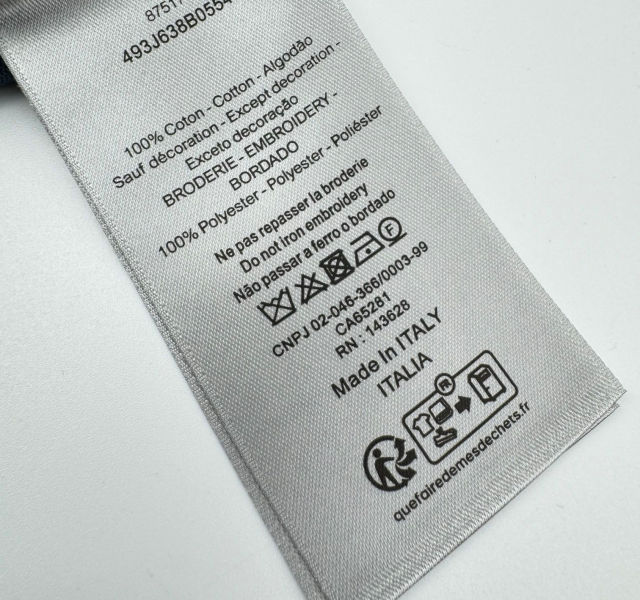 493J638B0554
100% Coton - Cotton - Algodão
Sauf décoration - Except decoration -
Exceto decoração
BRODERIE - EMBROIDERY -
BORDADO
100% Polyester - Polyester - Poliéster
Ne pas repasser la broderie
Do not iron embroidery
Não passar a ferro o bordado
F
CNPJ 02-046-366/0003-99
CA65281
RN : 143628
Made In ITALY
ITALIA
FR
quefairedemesdechets.fr